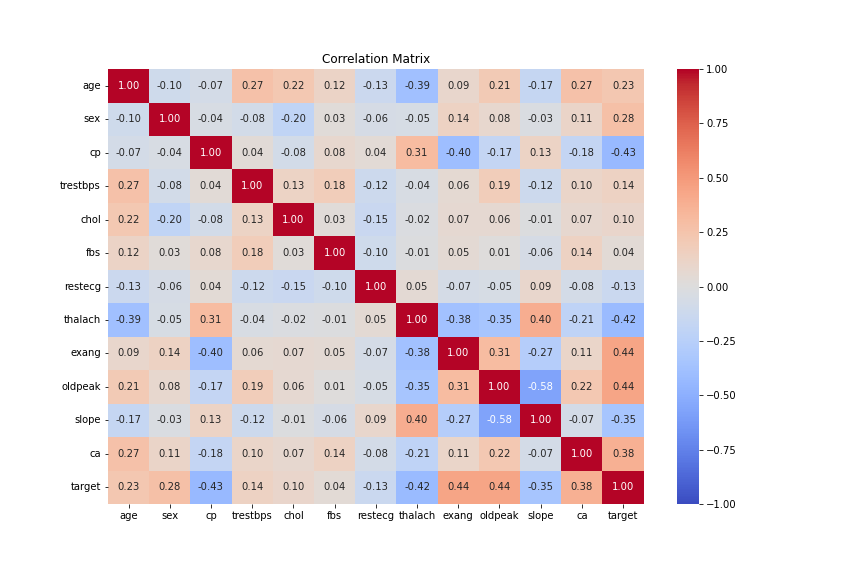 Correlation Matrix
age 1.00 -0.10 -0.07 0.27 0.22 0.12 -0.13 -0.39 0.09 0.21 -0.17 0.27 0.23 1.00
sex -0.10 1.00 -0.04 -0.08 -0.20 0.03 -0.06 -0.05 0.14 0.08 -0.03 0.11 0.28 0.75
cp -0.07 -0.04 1.00 0.04 -0.08 0.08 0.04 0.31 -0.40 -0.17 0.13 -0.18 -0.43
trestbps 0.27 -0.08 0.04 1.00 0.13 0.18 -0.12 -0.04 0.06 0.19 -0.12 0.10 0.14 0.50
chol 0.22 -0.20 -0.08 0.13 1.00 0.03 -0.15 -0.02 0.07 0.06 -0.01 0.07 0.10 0.25
fbs 0.12 0.03 0.08 0.18 0.03 1.00 -0.10 -0.01 0.05 0.01 -0.06 0.14 0.04
restecg -0.13 -0.06 0.04 -0.12 -0.15 -0.10 1.00 0.05 -0.07 -0.05 0.09 -0.08 -0.13 0.00
thalach -0.39 -0.05 0.31 -0.04 -0.02 -0.01 0.05 1.00 -0.38 -0.35 0.40 -0.21 -0.42
exang 0.09 0.14 -0.40 0.06 0.07 0.05 -0.07 -0.38 1.00 0.31 -0.27 0.11 0.44 −0.25
oldpeak 0.21 0.08 -0.17 0.19 0.06 0.01 -0.05 -0.35 0.31 1.00 -0.58 0.22 0.44 −0.50
slope -0.17 -0.03 0.13 -0.12 -0.01 -0.06 0.09 0.40 -0.27 -0.58 1.00 -0.07 -0.35
ca 0.27 0.11 -0.18 0.10 0.07 0.14 -0.08 -0.21 0.11 0.22 -0.07 1.00 0.38 −0.75
target 0.23 0.28 -0.43 0.14 0.10 0.04 -0.13 -0.42 0.44 0.44 -0.35 0.38 1.00 −1.00
age sex cp trestbps chol fbs restecg thalach exang oldpeak slope ca target